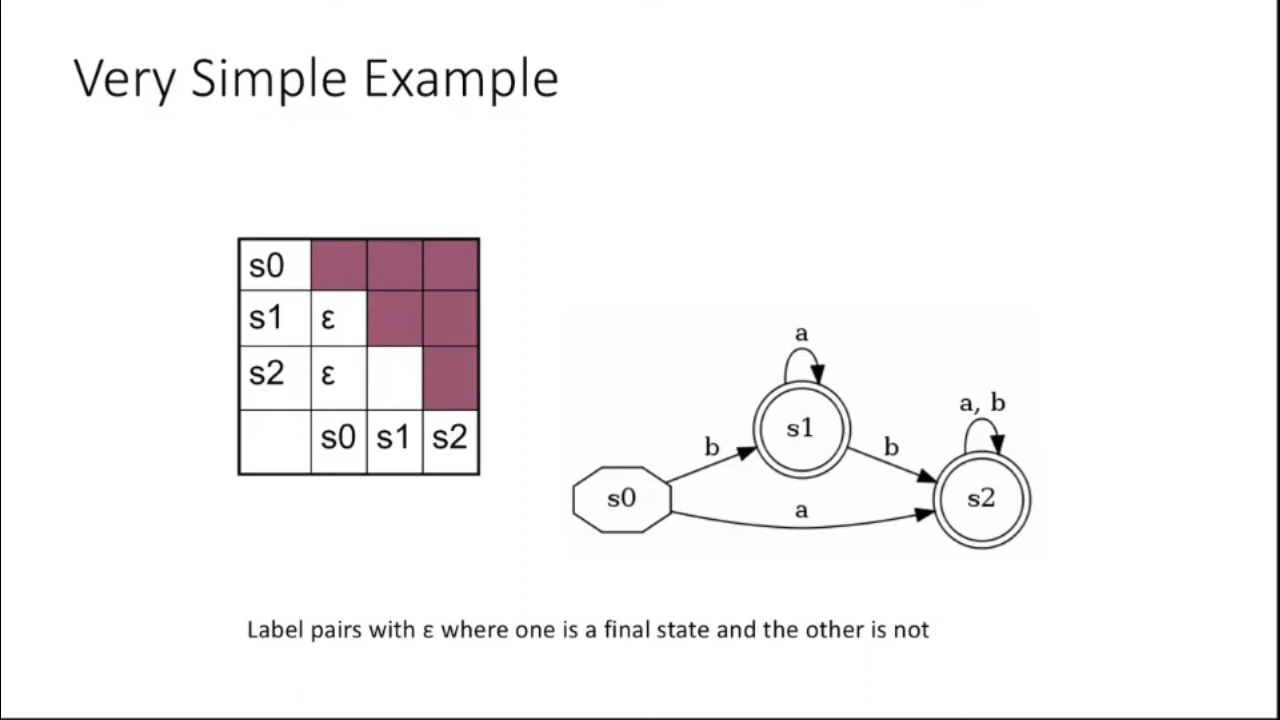 Very Simple Example
s0
s1 ε
s2 ε
s0 s1 s2
a
s1
a, b
b
b
s0
a
s2
Label pairs with ε where one is a final state and the other is not